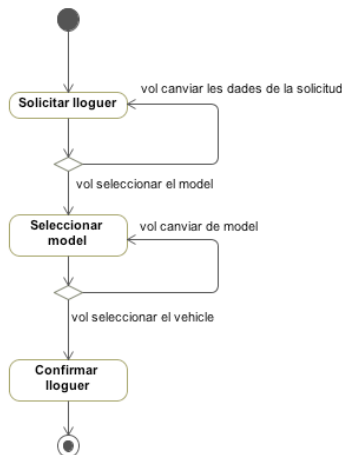 vol canviar les dades de la solicitud
Solicitar lloguer
vol seleccionar el model
Seleccionar
model
vol canviar de model
vol seleccionar el vehicle
Confirmar
lloguer